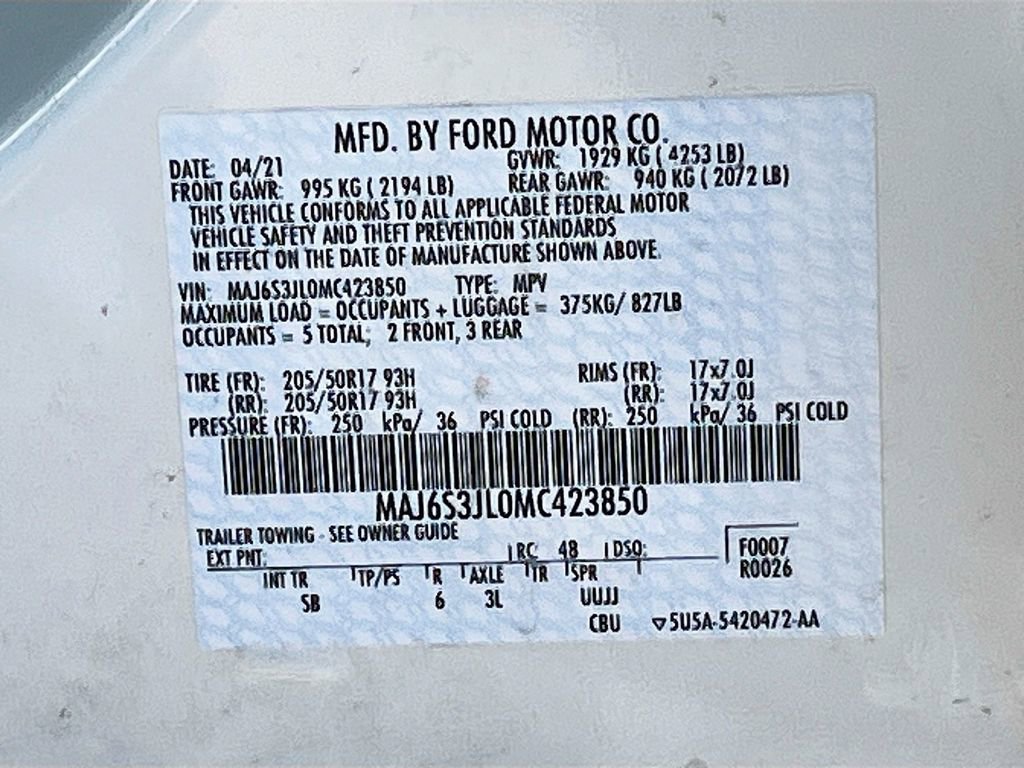 MFD. BY FORD MOTOR CO.
DATE: 04/21 GVWR: 1929 KG ( 4253 LB)
FRONT GAWR: 995 KG ( 2194 LB) REAR GAWR: 940 KG ( 2072 LB)
THIS VEHICLE CONFORMS TO ALL APPLICABLE FEDERAL MOTOR
VEHICLE SAFETY AND THEFT PREVENTION STANDARDS
IN EFFECT ON THE DATE OF MANUFACTURE SHOWN ABOVE.
VIN: MAJ6S3JL0MC423850 TYPE: MPV
MAXIMUM LOAD = OCCUPANTS + LUGGAGE = 375KG/ 827LB
OCCUPANTS = 5 TOTAL; 2 FRONT, 3 REAR
TIRE (FR): 205/50R17 93H RIMS (FR): 17x7.0J
(RR): 205/50R17 93H (RR): 17x7.0J
PRESSURE (FR): 250 kPa/ 36 PSI COLD (RR): 250 kPa/ 36 PSI COLD
MAJ6S3JL0MC423850
TRAILER TOWING - SEE OWNER GUIDE
EXT PNT: RC: 48 DSO: F0007
INT TR TP/PS R AXLE TR SPR R0026
SB 6 3L UUJJ
CBU ▽5U5A-5420472-AA